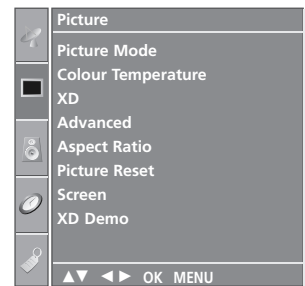 Picture
Picture Mode
Colour Temperature
XD
Advanced
Aspect Ratio
Picture Reset
Screen
XD Demo
▲▼ ◄► OK MENU